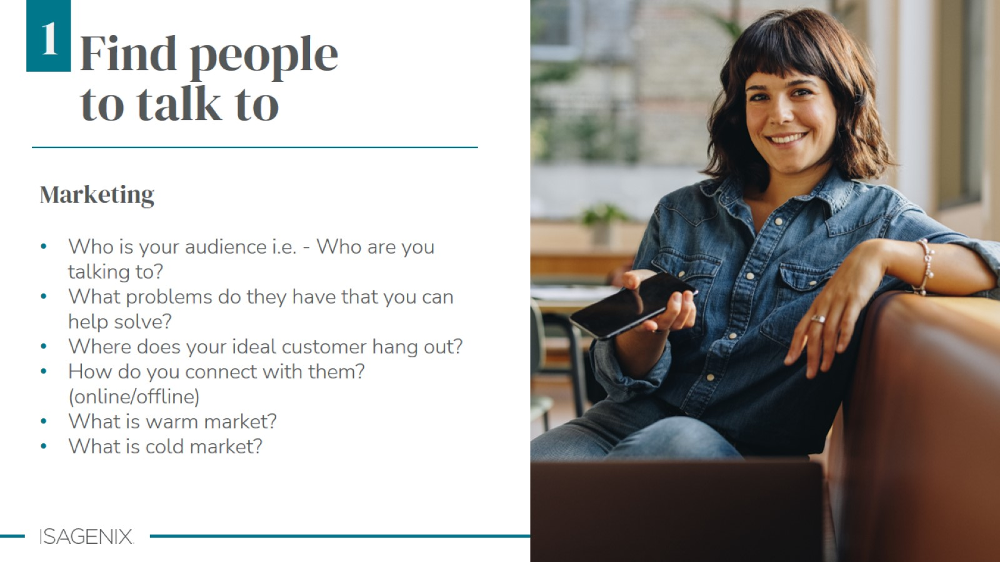 1
Find people
to talk to
Marketing
• Who is your audience i.e. - Who are you
talking to?
• What problems do they have that you can
help solve?
• Where does your ideal customer hang out?
• How do you connect with them?
(online/offline)
• What is warm market?
• What is cold market?
ISAGENIX